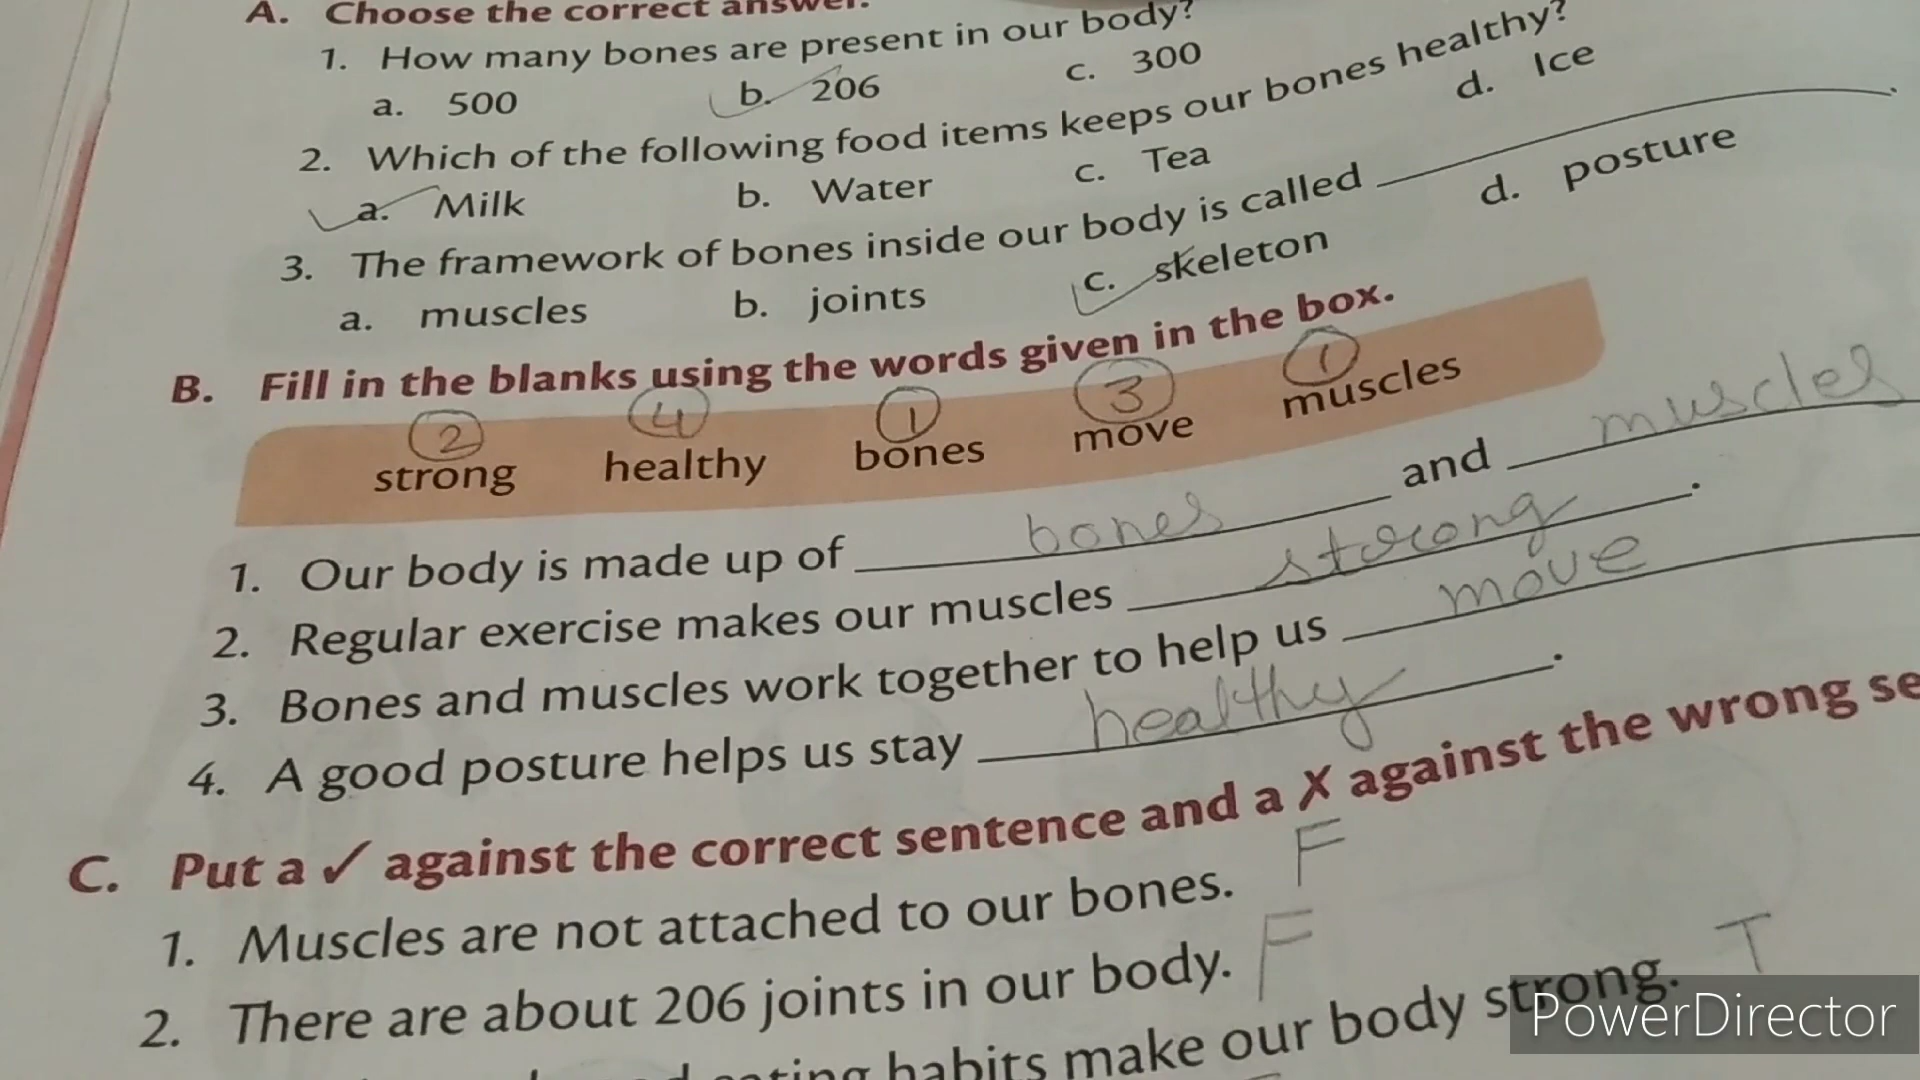 A. Choose the correct answer.
1. How many bones are present in our body?
a. 500 b. 206 c. 300
d. Ice
2. Which of the following food items keeps our bones healthy?
a. Milk b. Water c. Tea
3. The framework of bones inside our body is called ____.
a. muscles b. joints c. skeleton d. posture
B. Fill in the blanks using the words given in the box.
2 4 1 3 1
strong healthy bones move muscles
1. Our body is made up of bones and muscles
2. Regular exercise makes our muscles strong.
3. Bones and muscles work together to help us move
4. A good posture helps us stay healthy.
C. Put a ✓ against the correct sentence and a X against the wrong se
1. Muscles are not attached to our bones. F
2. There are about 206 joints in our body. F
habits make our body strong. T
PowerDirector